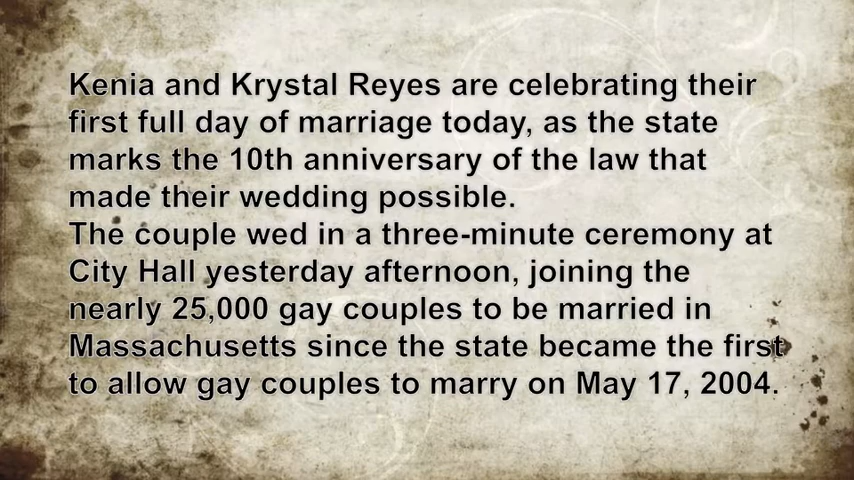 Kenia and Krystal Reyes are celebrating their
first full day of marriage today, as the state
marks the 10th anniversary of the law that
made their wedding possible.
The couple wed in a three-minute ceremony at
City Hall yesterday afternoon, joining the
nearly 25,000 gay couples to be married in
Massachusetts since the state became the first
to allow gay couples to marry on May 17, 2004.